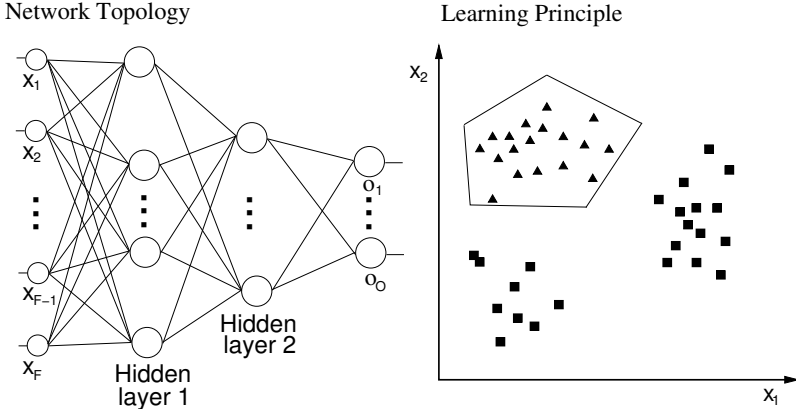 Network Topology
Learning Principle
x1
x2
xF−1
xF
Hidden
layer 1
Hidden
layer 2
o1
oO
x2
x1